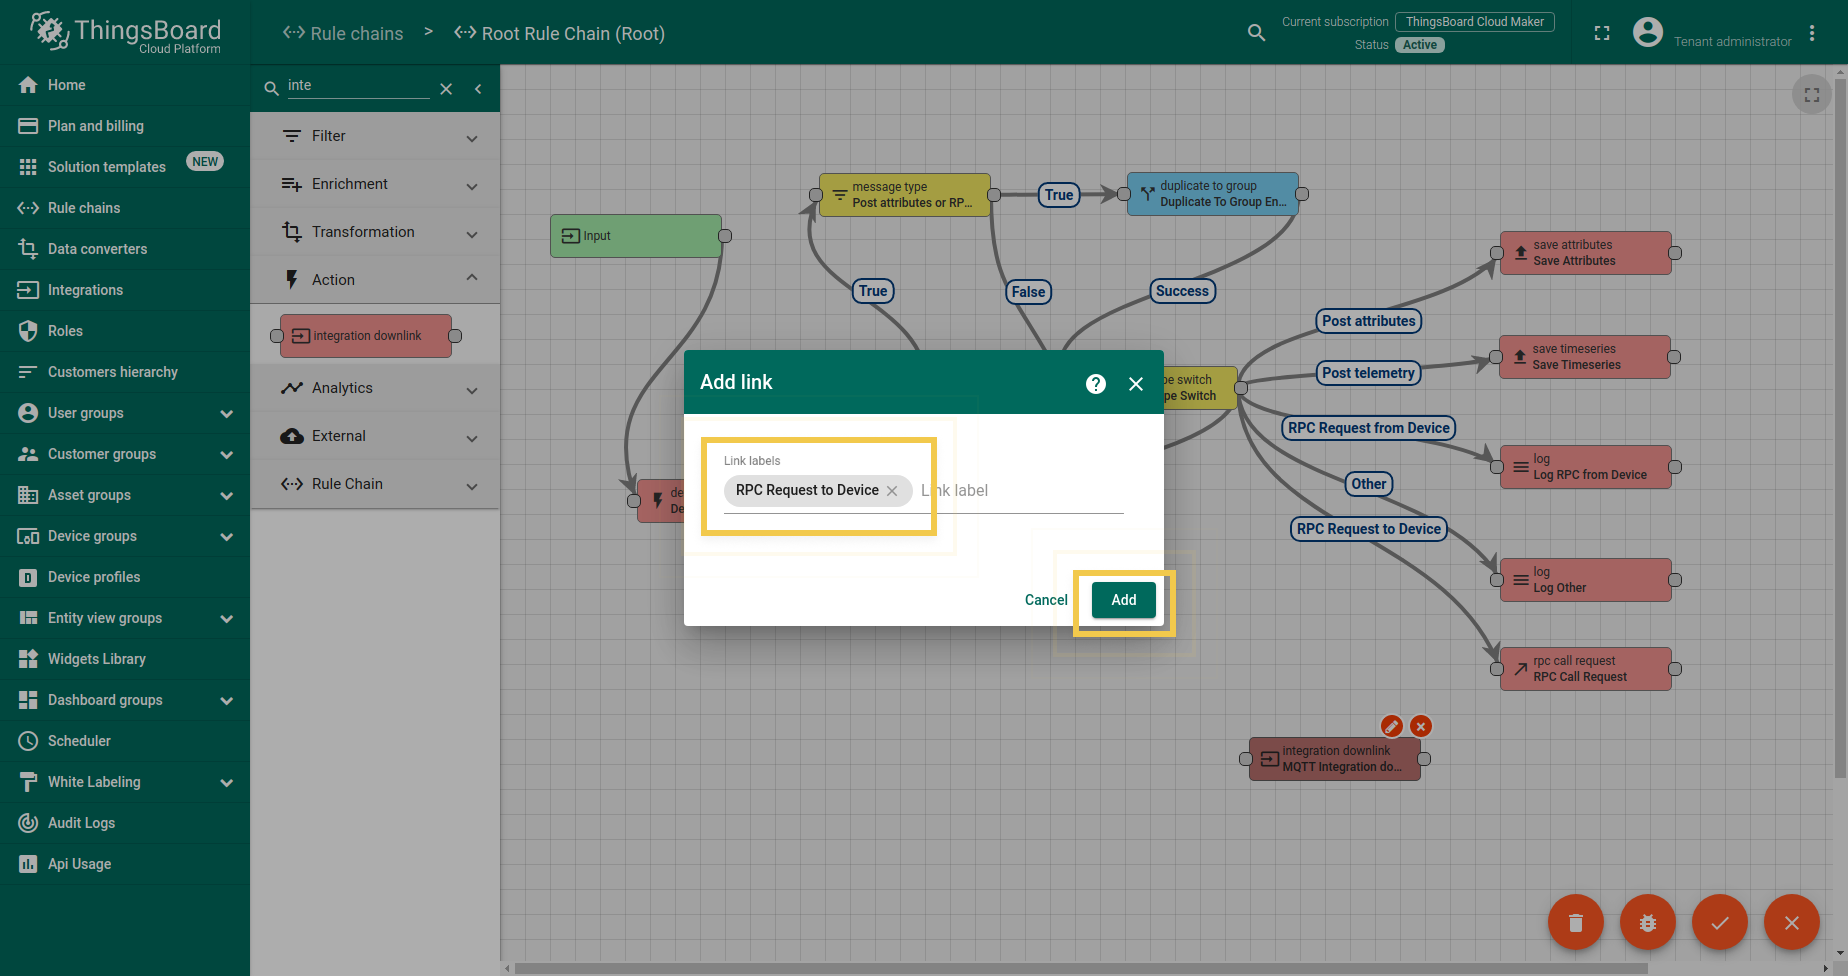 ThingsBoard
Cloud Platform
Rule chains > Root Rule Chain (Root)
Current subscription ThingsBoard Cloud Maker
Status Active
Tenant administrator
Home
Plan and billing
Solution templates NEW
Rule chains
Data converters
Integrations
Roles
Customers hierarchy
User groups
Customer groups
Asset groups
Device groups
Device profiles
Entity view groups
Widgets Library
Dashboard groups
Scheduler
White Labeling
Audit Logs
Api Usage
inte
Filter
Enrichment
Transformation
Action
integration downlink
Analytics
External
Rule Chain
Input
message type
Post attributes or RP...
True
duplicate to group
Duplicate To Group En...
True
False
Success
save attributes
Save Attributes
Post attributes
save timeseries
Save Timeseries
Post telemetry
pe switch
pe Switch
RPC Request from Device
log
Log RPC from Device
Other
RPC Request to Device
log
Log Other
rpc call request
RPC Call Request
de
De
integration downlink
MQTT Integration do...
Add link
Link labels
RPC Request to Device Link label
Cancel Add